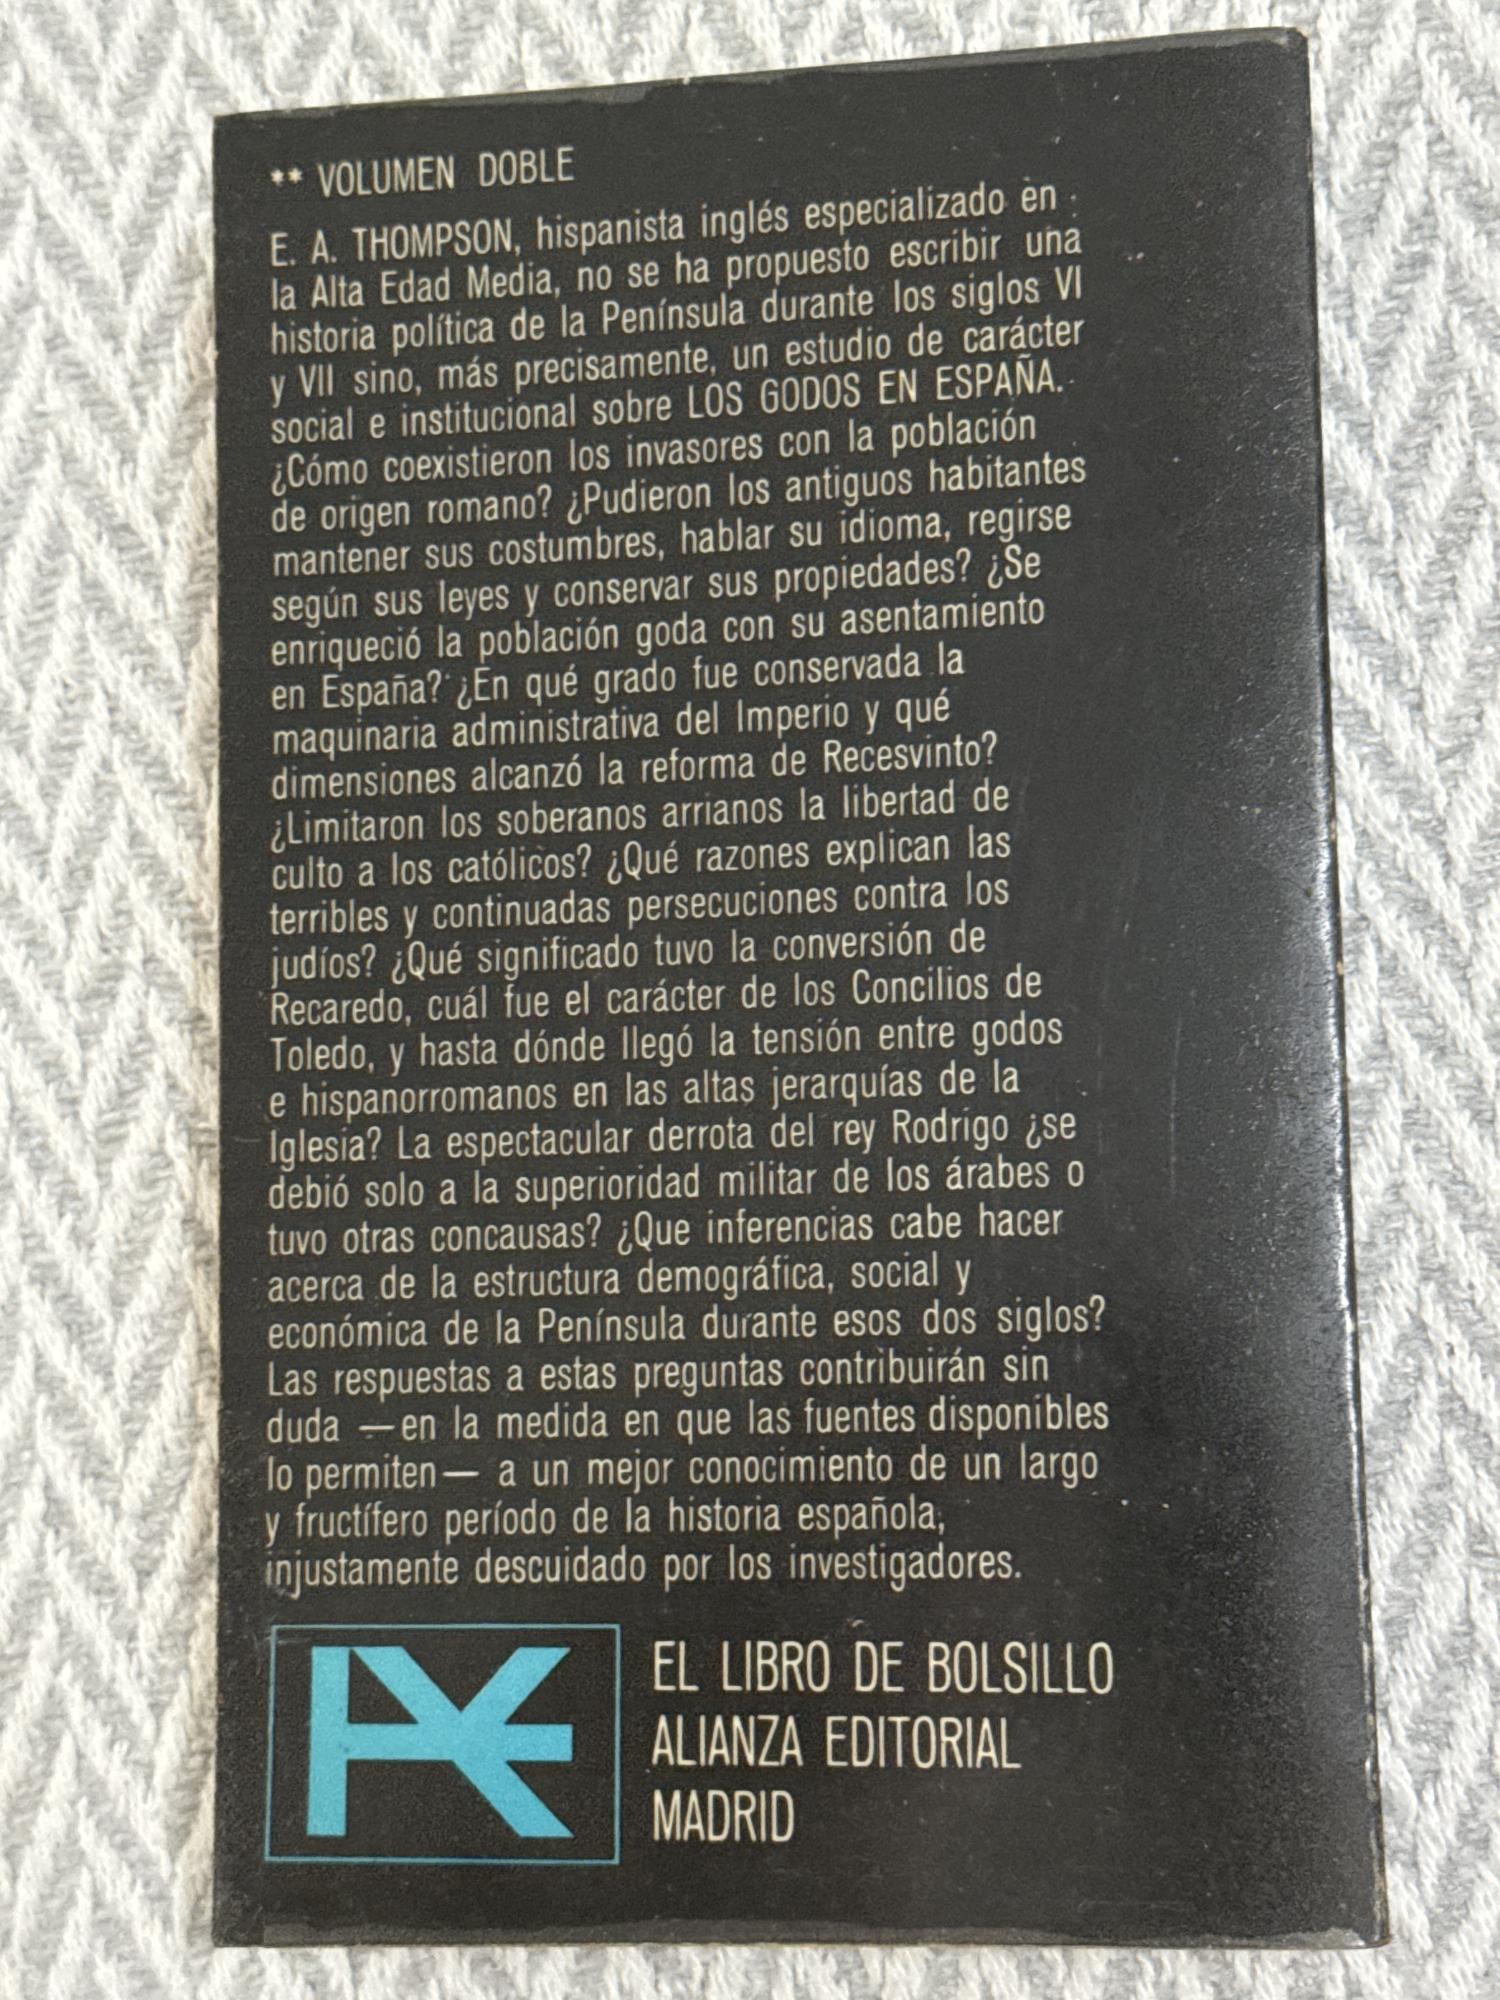 ** VOLUMEN DOBLE
E. A. THOMPSON, hispanista inglés especializado en
la Alta Edad Media, no se ha propuesto escribir una
historia política de la Península durante los siglos VI
y VII sino, más precisamente, un estudio de carácter
social e institucional sobre LOS GODOS EN ESPAÑA.
¿Cómo coexistieron los invasores con la población
de origen romano? ¿Pudieron los antiguos habitantes
mantener sus costumbres, hablar su idioma, regirse
según sus leyes y conservar sus propiedades? ¿Se
enriqueció la población goda con su asentamiento
en España? ¿En qué grado fue conservada la
maquinaria administrativa del Imperio y qué
dimensiones alcanzó la reforma de Recesvinto?
¿Limitaron los soberanos arrianos la libertad de
culto a los católicos? ¿Qué razones explican las
terribles y continuadas persecuciones contra los
judíos? ¿Qué significado tuvo la conversión de
Recaredo, cuál fue el carácter de los Concilios de
Toledo, y hasta dónde llegó la tensión entre godos
e hispanorromanos en las altas jerarquías de la
Iglesia? La espectacular derrota del rey Rodrigo ¿se
debió solo a la superioridad militar de los árabes o
tuvo otras concausas? ¿Que inferencias cabe hacer
acerca de la estructura demográfica, social y
económica de la Península durante esos dos siglos?
Las respuestas a estas preguntas contribuirán sin
duda —en la medida en que las fuentes disponibles
lo permiten— a un mejor conocimiento de un largo
y fructífero período de la historia española,
injustamente descuidado por los investigadores.
EL LIBRO DE BOLSILLO
ALIANZA EDITORIAL
MADRID